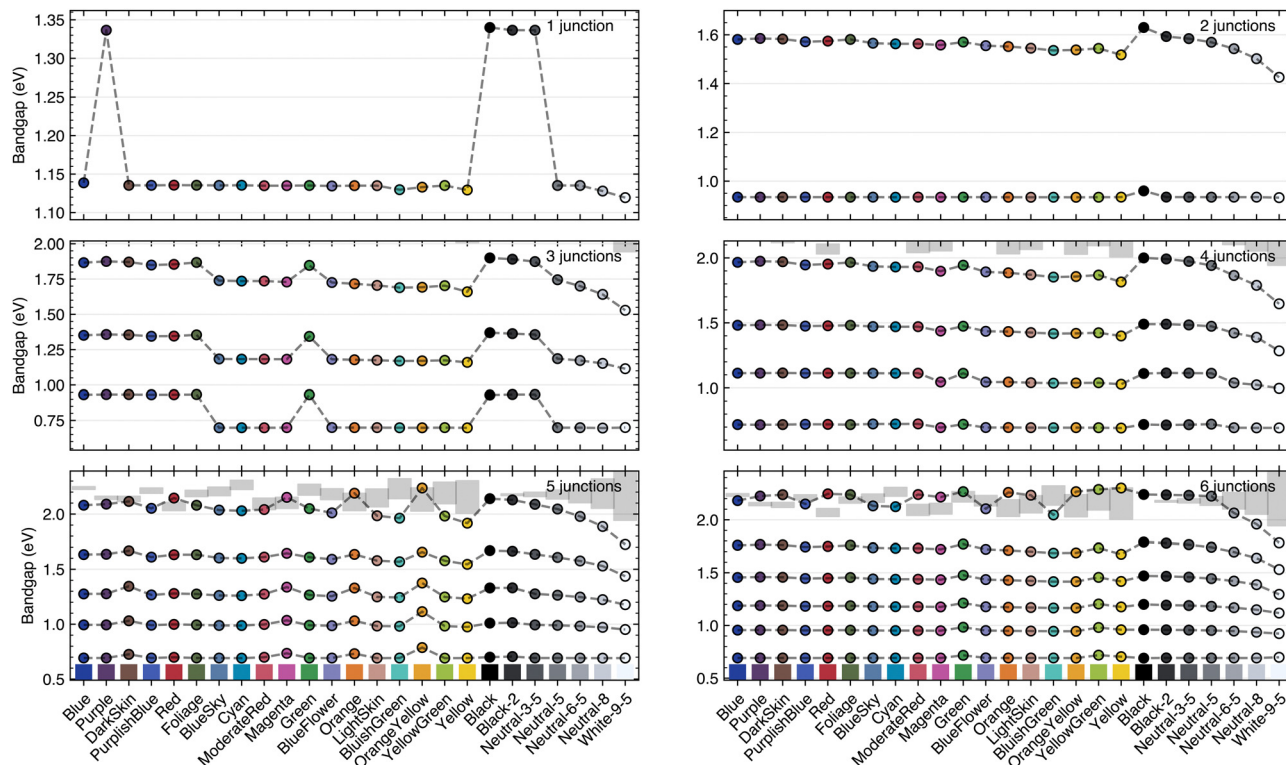 1 junction
Bandgap (eV)
1.35
1.30
1.25
1.20
1.15
1.10
2 junctions
1.6
1.4
1.2
1.0
3 junctions
Bandgap (eV)
2.00
1.75
1.50
1.25
1.00
0.75
4 junctions
2.0
1.5
1.0
5 junctions
Bandgap (eV)
2.0
1.5
1.0
0.5
6 junctions
2.0
1.5
1.0
0.5
Blue
Purple
DarkSkin
PurplishBlue
Red
Foliage
BlueSky
Cyan
ModerateRed
Magenta
Green
BlueFlower
Orange
LightSkin
BluishGreen
OrangeYellow
YellowGreen
Yellow
Black
Black-2
Neutral-3-5
Neutral-5
Neutral-6-5
Neutral-8
White-9-5
Blue
Purple
DarkSkin
PurplishBlue
Red
Foliage
BlueSky
Cyan
ModerateRed
Magenta
Green
BlueFlower
Orange
LightSkin
BluishGreen
Orange Yellow
YellowGreen
Yellow
Black
Black-2
Neutral-3-5
Neutral-5
Neutral-6-5
Neutral-8
White-9-5